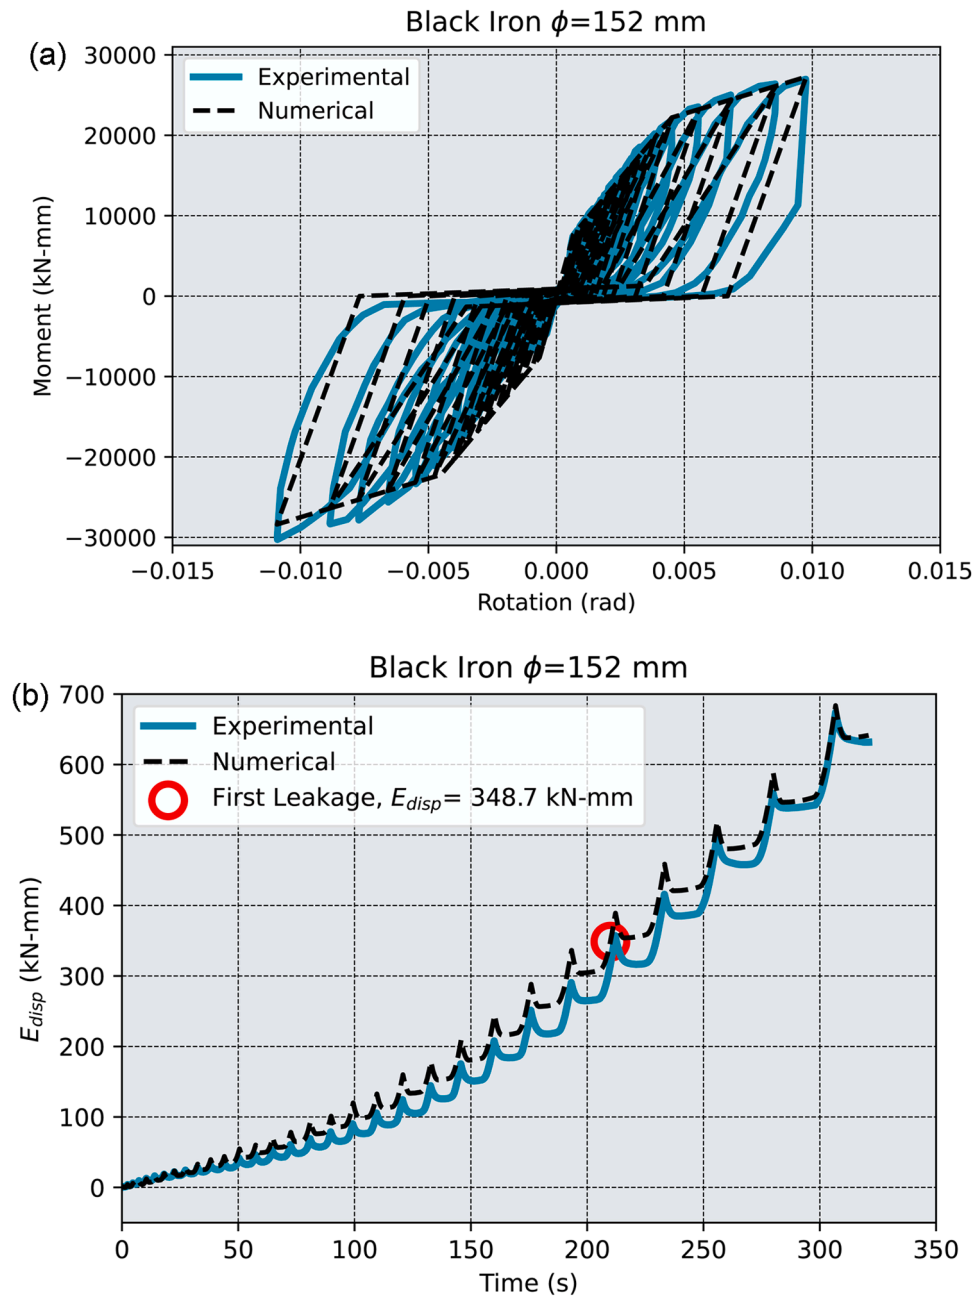 Black Iron ϕ=152 mm
(a)
30000
20000
10000
0
−10000
−20000
−30000
Moment (kN-mm)
Experimental
Numerical
−0.015 −0.010 −0.005 0.000 0.005 0.010 0.015
Rotation (rad)
Black Iron ϕ=152 mm
(b)
700
600
500
400
300
200
100
0
E_disp (kN-mm)
Experimental
Numerical
First Leakage, E_disp= 348.7 kN-mm
0 50 100 150 200 250 300 350
Time (s)